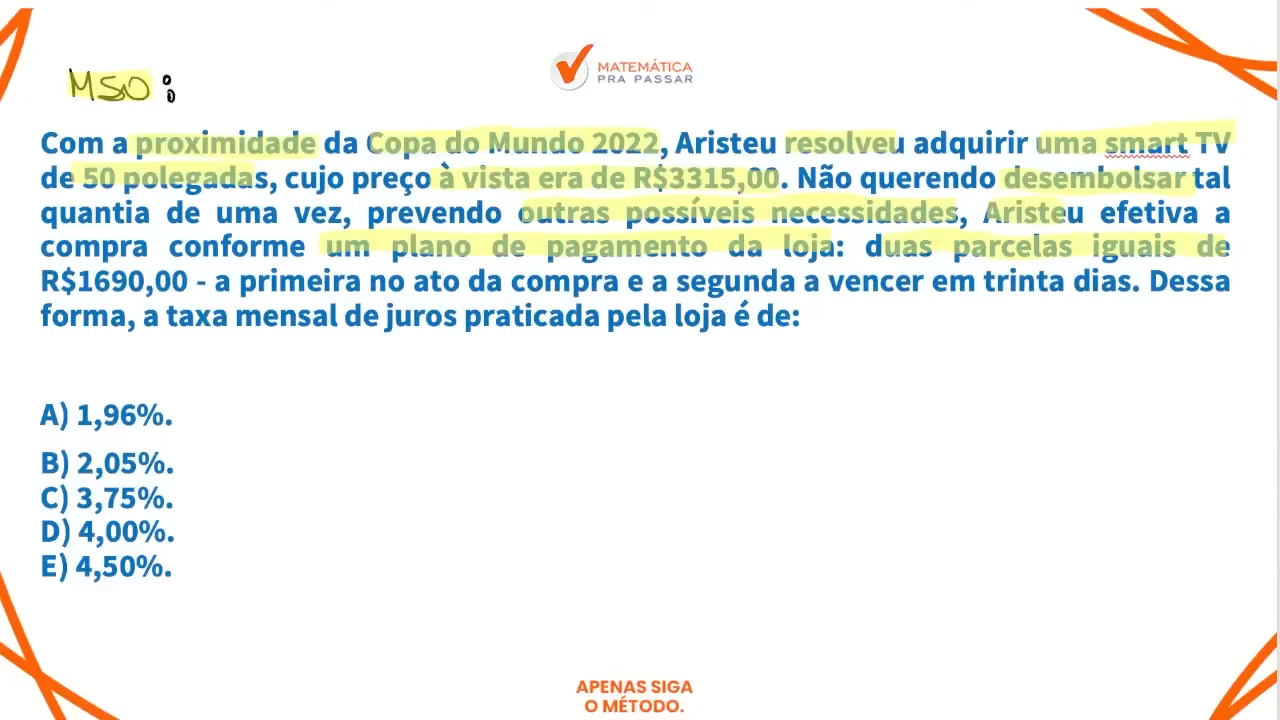 MATEMÁTICA
PRA PASSAR
MSD:
Com a proximidade da Copa do Mundo 2022, Aristeu resolveu adquirir uma smart TV
de 50 polegadas, cujo preço à vista era de R$3315,00. Não querendo desembolsar tal
quantia de uma vez, prevendo outras possíveis necessidades, Aristeu efetiva a
compra conforme um plano de pagamento da loja: duas parcelas iguais de
R$1690,00 - a primeira no ato da compra e a segunda a vencer em trinta dias. Dessa
forma, a taxa mensal de juros praticada pela loja é de:
A) 1,96%.
B) 2,05%.
C) 3,75%.
D) 4,00%.
E) 4,50%.
APENAS SIGA
O MÉTODO.